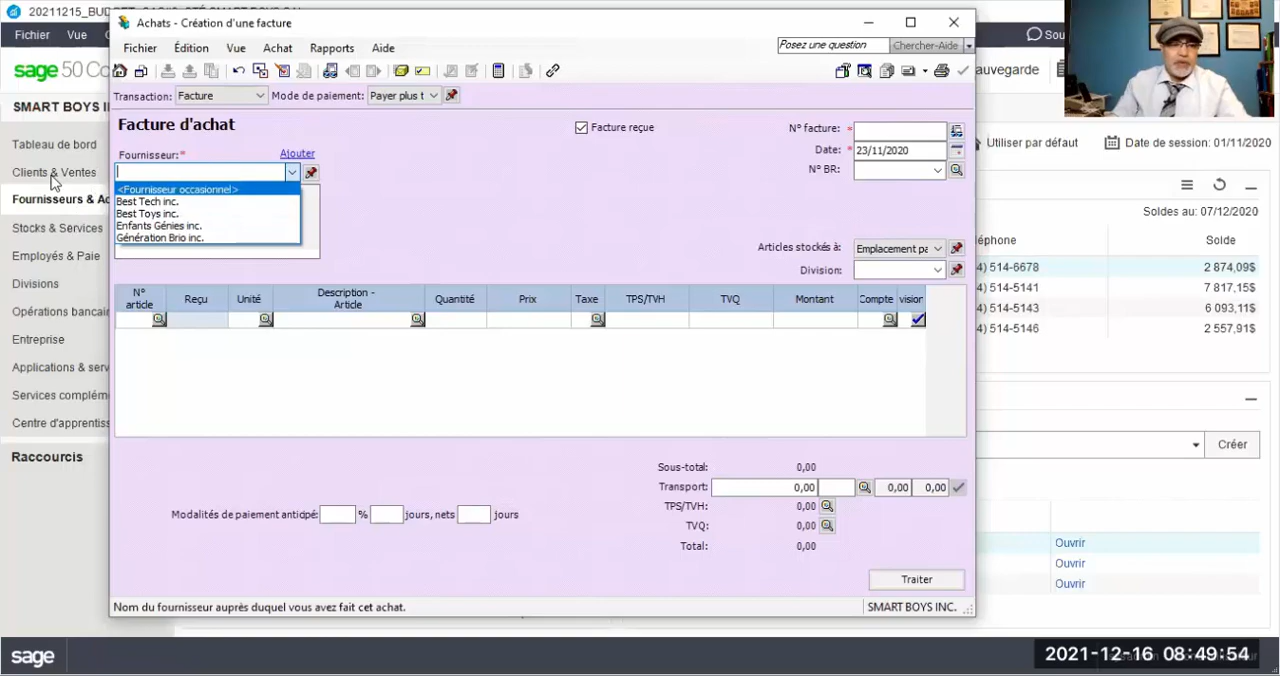 20211215_BUDGET
Fichier Vue
sage 50
SMART BOYS IN
Tableau de bord
Clients & Ventes
Fournisseurs & Ac
Stocks & Services
Employés & Paie
Divisions
Opérations bancair
Entreprise
Applications & serv
Services complém
Centre d'apprentiss
Raccourcis
sage
Achats - Création d'une facture
Fichier Édition Vue Achat Rapports Aide
Posez une question Chercher-Aide
Transaction: Facture Mode de paiement: Payer plus t
Facture d'achat
Facture reçue
N° facture: *
Fournisseur:* Ajouter
Date: * 23/11/2020
N° BR:
<Fournisseur occasionnel>
Best Tech inc.
Best Toys inc.
Enfants Génies inc.
Génération Brio inc.
Articles stockés à: Emplacement pa
Division:
N° article Reçu Unité Description - Article Quantité Prix Taxe TPS/TVH TVQ Montant Compte vision
Sous-total: 0,00
Transport: 0,00 0,00 0,00
TPS/TVH: 0,00
TVQ: 0,00
Total: 0,00
Modalités de paiement anticipé: % jours, nets jours
Traiter
Nom du fournisseur auprès duquel vous avez fait cet achat. SMART BOYS INC.
Sou
auvegarde
Utiliser par défaut Date de session: 01/11/2020
Soldes au: 07/12/2020
éphone Solde
4) 514-6678 2 874,09$
4) 514-5141 7 817,15$
4) 514-5143 6 093,11$
4) 514-5146 2 557,91$
Créer
Ouvrir
Ouvrir
Ouvrir
2021-12-16 08:49:54